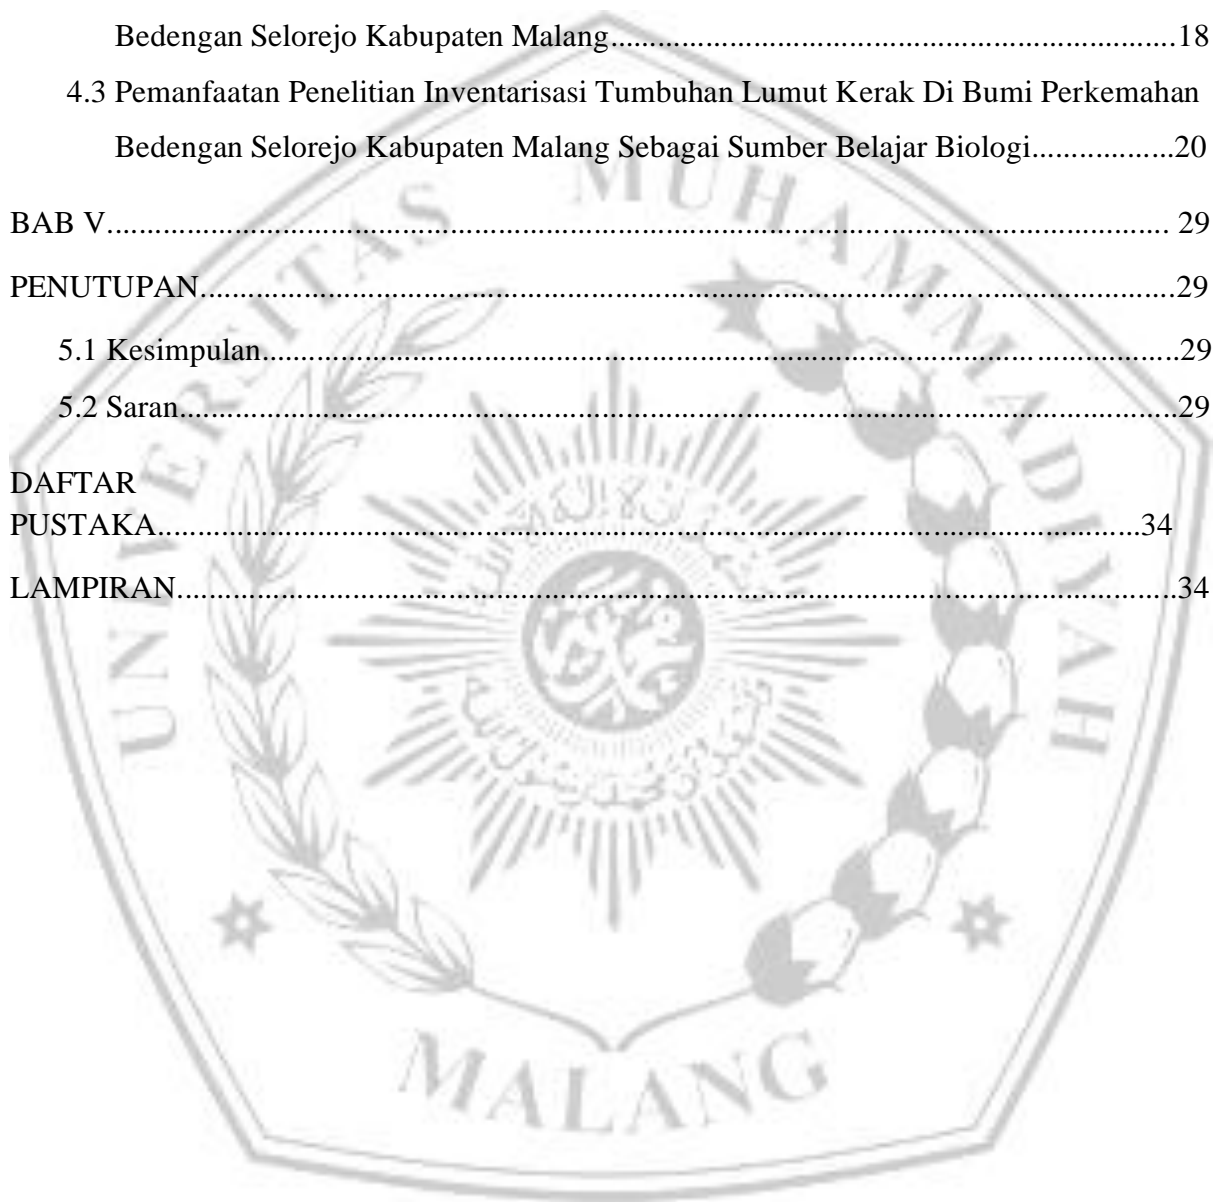 Bedengan Selorejo Kabupaten Malang.........................................................................18
4.3 Pemanfaatan Penelitian Inventarisasi Tumbuhan Lumut Kerak Di Bumi Perkemahan
Bedengan Selorejo Kabupaten Malang Sebagai Sumber Belajar Biologi..................20
BAB V....................................................................................................................................... 29
PENUTUPAN............................................................................................................................29
5.1 Kesimpulan.....................................................................................................................29
5.2 Saran...............................................................................................................................29
DAFTAR
PUSTAKA............................................................................................................................34
LAMPIRAN...............................................................................................................................34
UNIVERSITAS MUHAMMADIYAH
MALANG